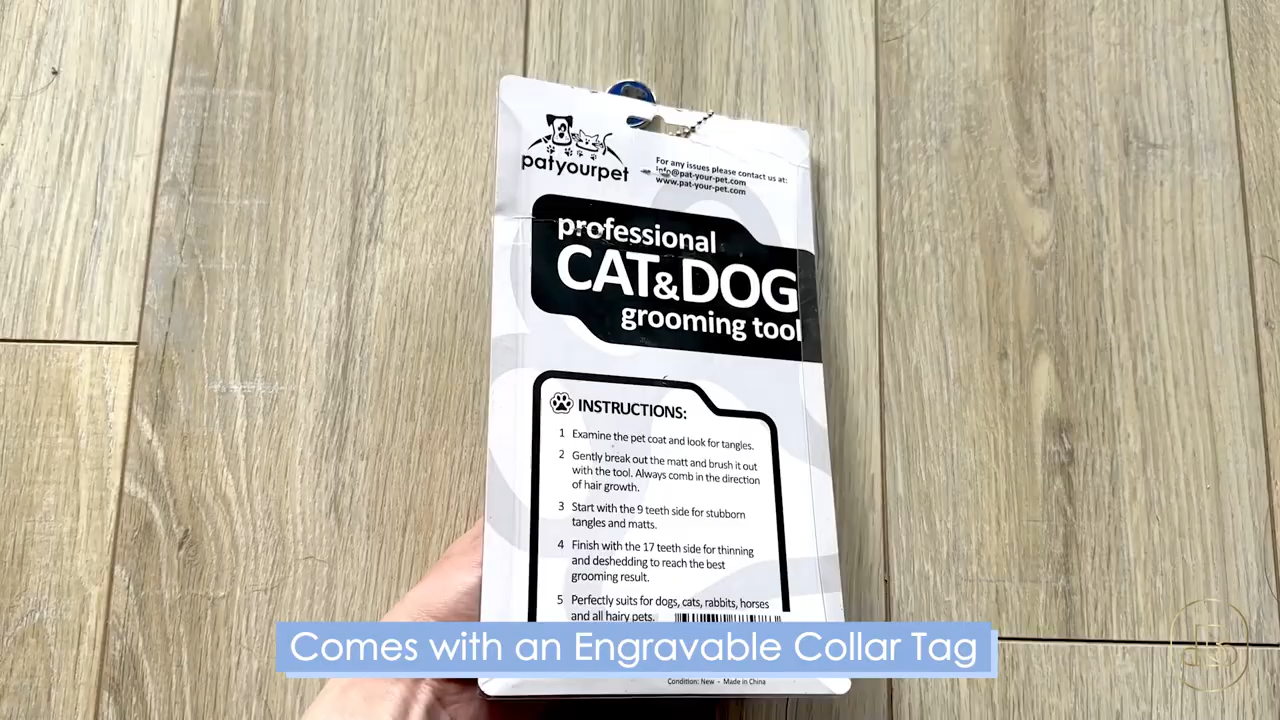 patyourpet
For any issues please contact us at:
info@pat-your-pet.com
www.pat-your-pet.com
professional
CAT&DOG
grooming tool
INSTRUCTIONS:
1 Examine the pet coat and look for tangles.
2 Gently break out the matt and brush it out
with the tool. Always comb in the direction
of hair growth.
3 Start with the 9 teeth side for stubborn
tangles and matts.
4 Finish with the 17 teeth side for thinning
and deshedding to reach the best
grooming result.
5 Perfectly suits for dogs, cats, rabbits, horses
and all hairy pets.
Comes with an Engravable Collar Tag
Condition: New - Made in China